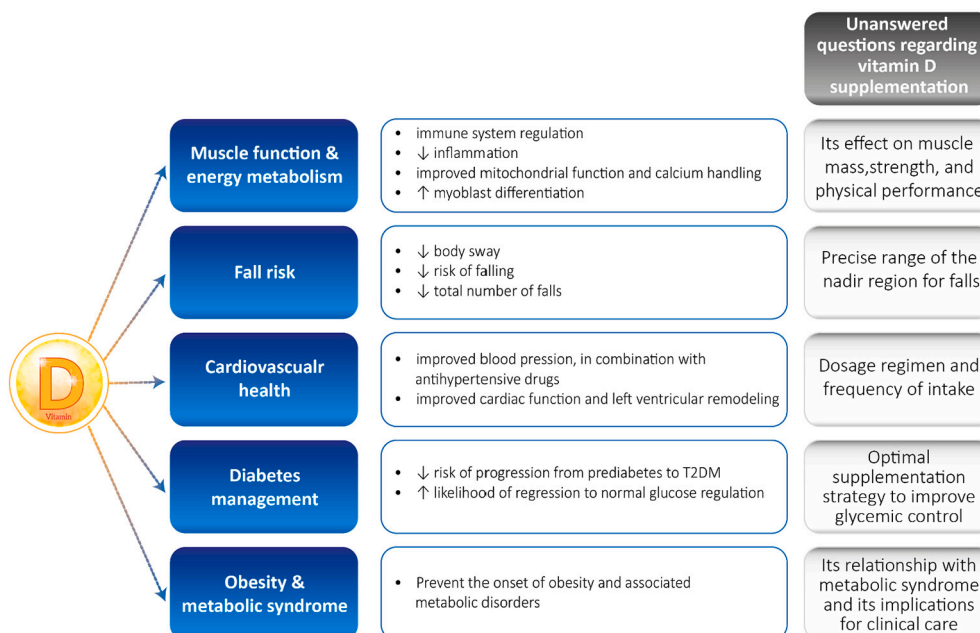 Unanswered
questions regarding
vitamin D
supplementation
Muscle function &
energy metabolism
• immune system regulation
• ↓ inflammation
• improved mitochondrial function and calcium handling
• ↑ myoblast differentiation
Its effect on muscle
mass,strength, and
physical performance
Fall risk
• ↓ body sway
• ↓ risk of falling
• ↓ total number of falls
Precise range of the
nadir region for falls
D
Vitamin
Cardiovasualr
health
• improved blood pression, in combination with
antihypertensive drugs
• improved cardiac function and left ventricular remodeling
Dosage regimen and
frequency of intake
Diabetes
management
• ↓ risk of progression from prediabetes to T2DM
• ↑ likelihood of regression to normal glucose regulation
Optimal
supplementation
strategy to improve
glycemic control
Obesity &
metabolic syndrome
• Prevent the onset of obesity and associated
metabolic disorders
Its relationship with
metabolic syndrome
and its implications
for clinical care